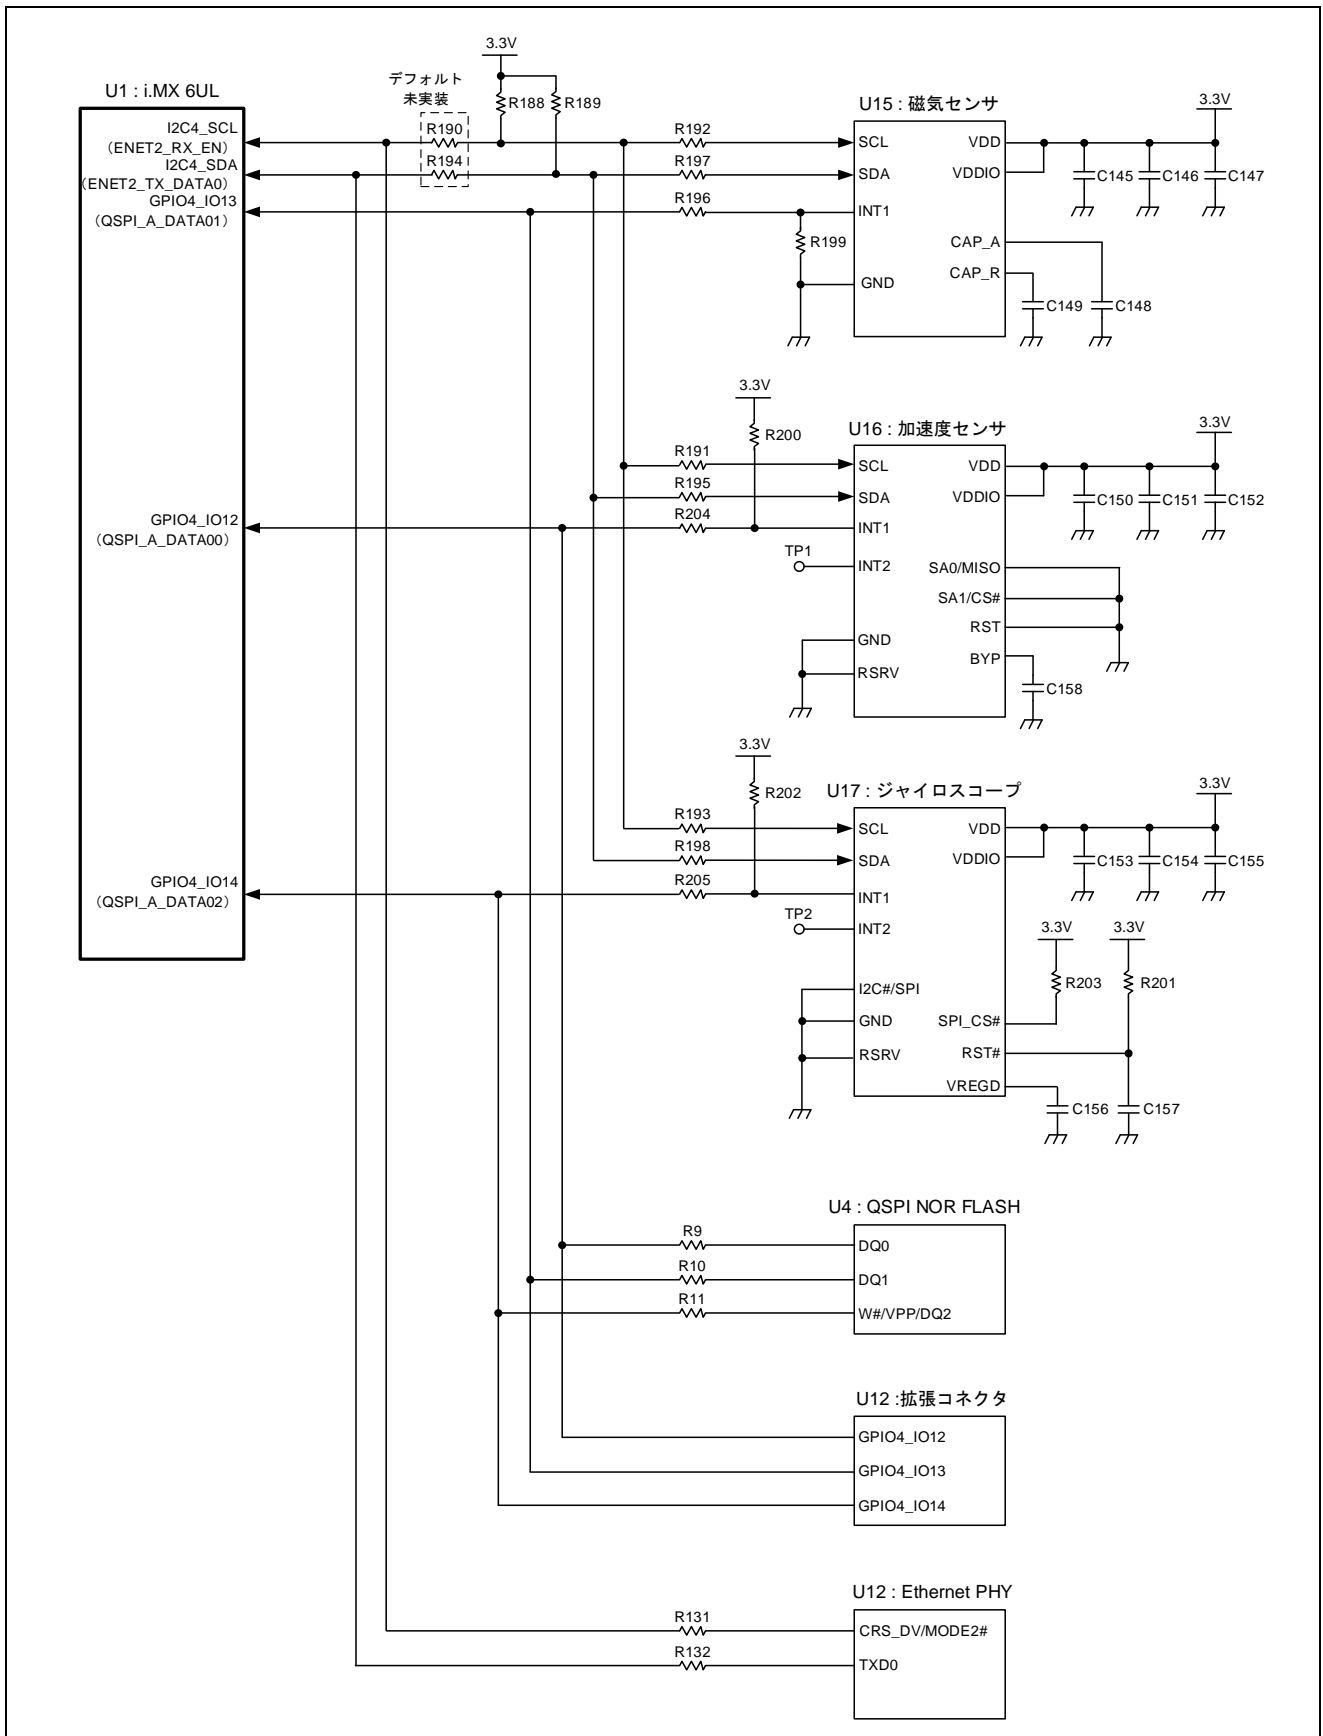 U1 : i.MX 6UL
I2C4_SCL
（ENET2_RX_EN）
I2C4_SDA
（ENET2_TX_DATA0）
GPIO4_IO13
（QSPI_A_DATA01）
GPIO4_IO12
（QSPI_A_DATA00）
GPIO4_IO14
（QSPI_A_DATA02）
デフォルト
未実装
R190
R194
3.3V
R188
R189
R192
R197
R196
R199
U15 : 磁気センサ
SCL
SDA
INT1
GND
VDD
VDDIO
CAP_A
CAP_R
3.3V
C145
C146
C147
C149
C148
3.3V
R200
R191
R195
R204
TP1
U16 : 加速度センサ
SCL
SDA
INT1
INT2
GND
RSRV
VDD
VDDIO
SA0/MISO
SA1/CS#
RST
BYP
3.3V
C150
C151
C152
C158
3.3V
R202
R193
R198
R205
TP2
U17 : ジャイロスコープ
SCL
SDA
INT1
INT2
I2C#/SPI
GND
RSRV
VDD
VDDIO
SPI_CS#
RST#
VREGD
3.3V
C153
C154
C155
3.3V
3.3V
R203
R201
C156
C157
U4 : QSPI NOR FLASH
R9
DQ0
R10
DQ1
R11
W#/VPP/DQ2
U12 :拡張コネクタ
GPIO4_IO12
GPIO4_IO13
GPIO4_IO14
U12 : Ethernet PHY
R131
CRS_DV/MODE2#
R132
TXD0